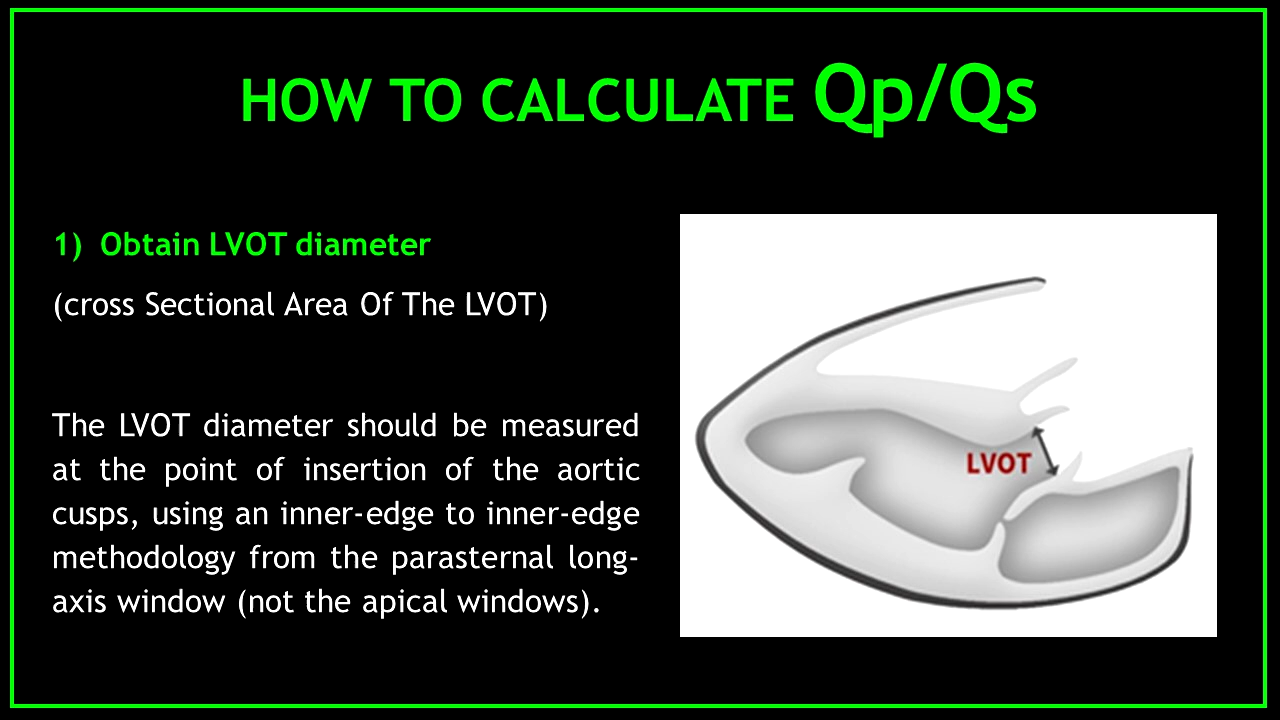 HOW TO CALCULATE Qp/Qs
1) Obtain LVOT diameter
(cross Sectional Area Of The LVOT)
The LVOT diameter should be measured
at the point of insertion of the aortic
cusps, using an inner-edge to inner-edge
methodology from the parasternal long-
axis window (not the apical windows).
LVOT